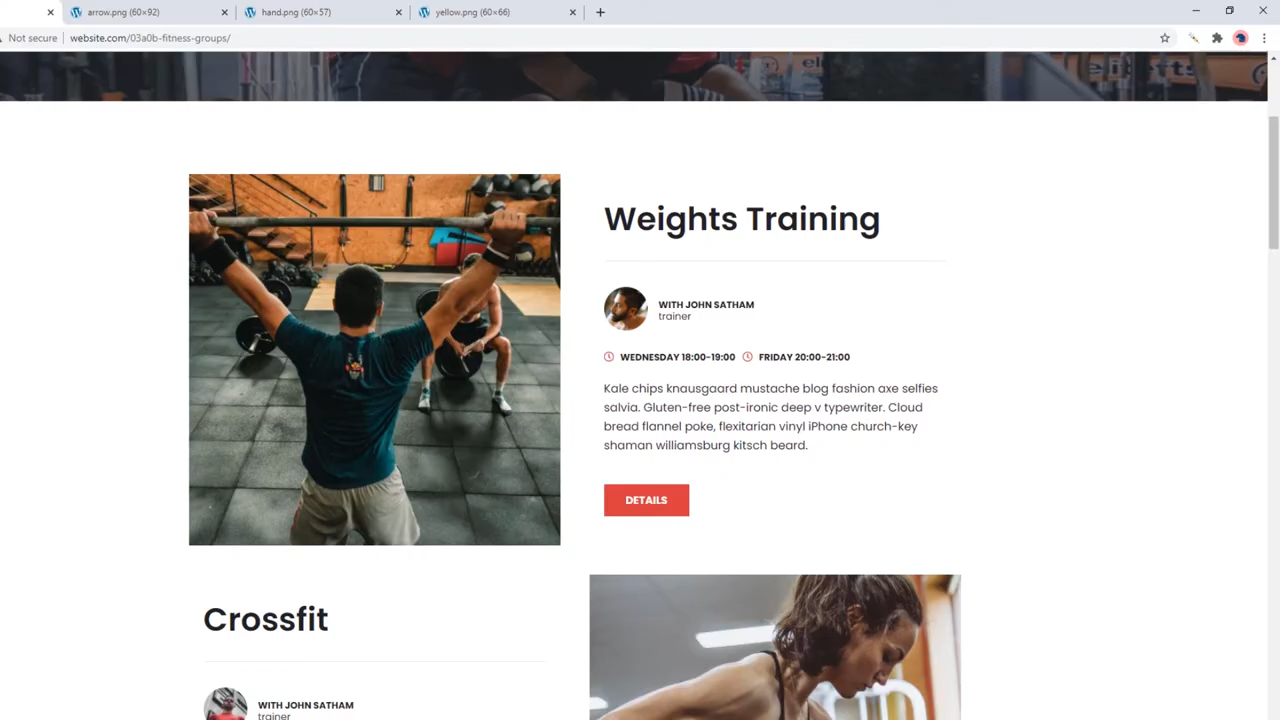 arrow.png (60×92)
hand.png (60×57)
yellow.png (60×66)
Not secure
website.com/03a0b-fitness-groups/
Weights Training
WITH JOHN SATHAM
trainer
WEDNESDAY 18:00-19:00
FRIDAY 20:00-21:00
Kale chips knausgaard mustache blog fashion axe selfies
salvia. Gluten-free post-ironic deep v typewriter. Cloud
bread flannel poke, flexitarian vinyl iPhone church-key
shaman williamsburg kitsch beard.
DETAILS
Crossfit
WITH JOHN SATHAM
trainer